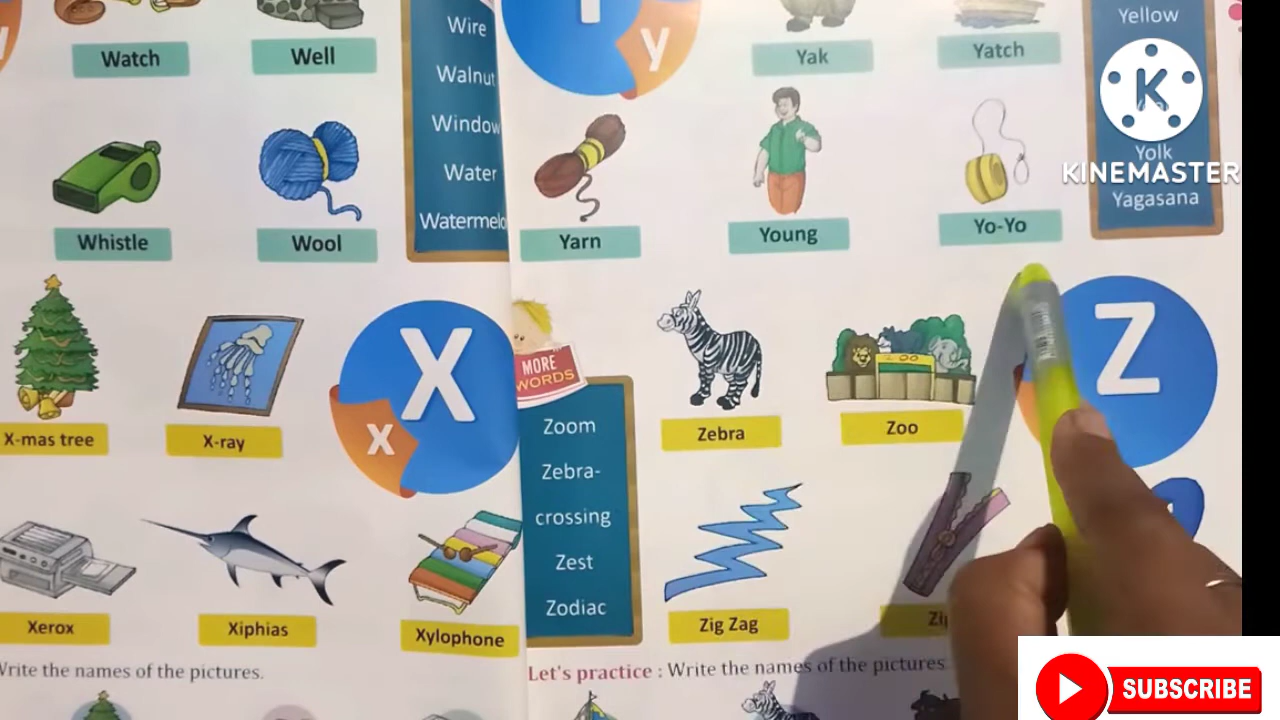 y
Watch
Well
Wire
Walnut
Window
Water
Watermelo
Whistle
Wool
X-mas tree
X-ray
X
x
Xerox
Xiphias
Xylophone
Write the names of the pictures.
y
Yak
Yatch
Yellow
Yolk
Yagasana
K
KINEMASTER
Yarn
Young
Yo-Yo
MORE
WORDS
Zoom
Zebra-
crossing
Zest
Zodiac
Zebra
ZOO
Zoo
Z
Zig Zag
Let's practice : Write the names of the pictures
SUBSCRIBE